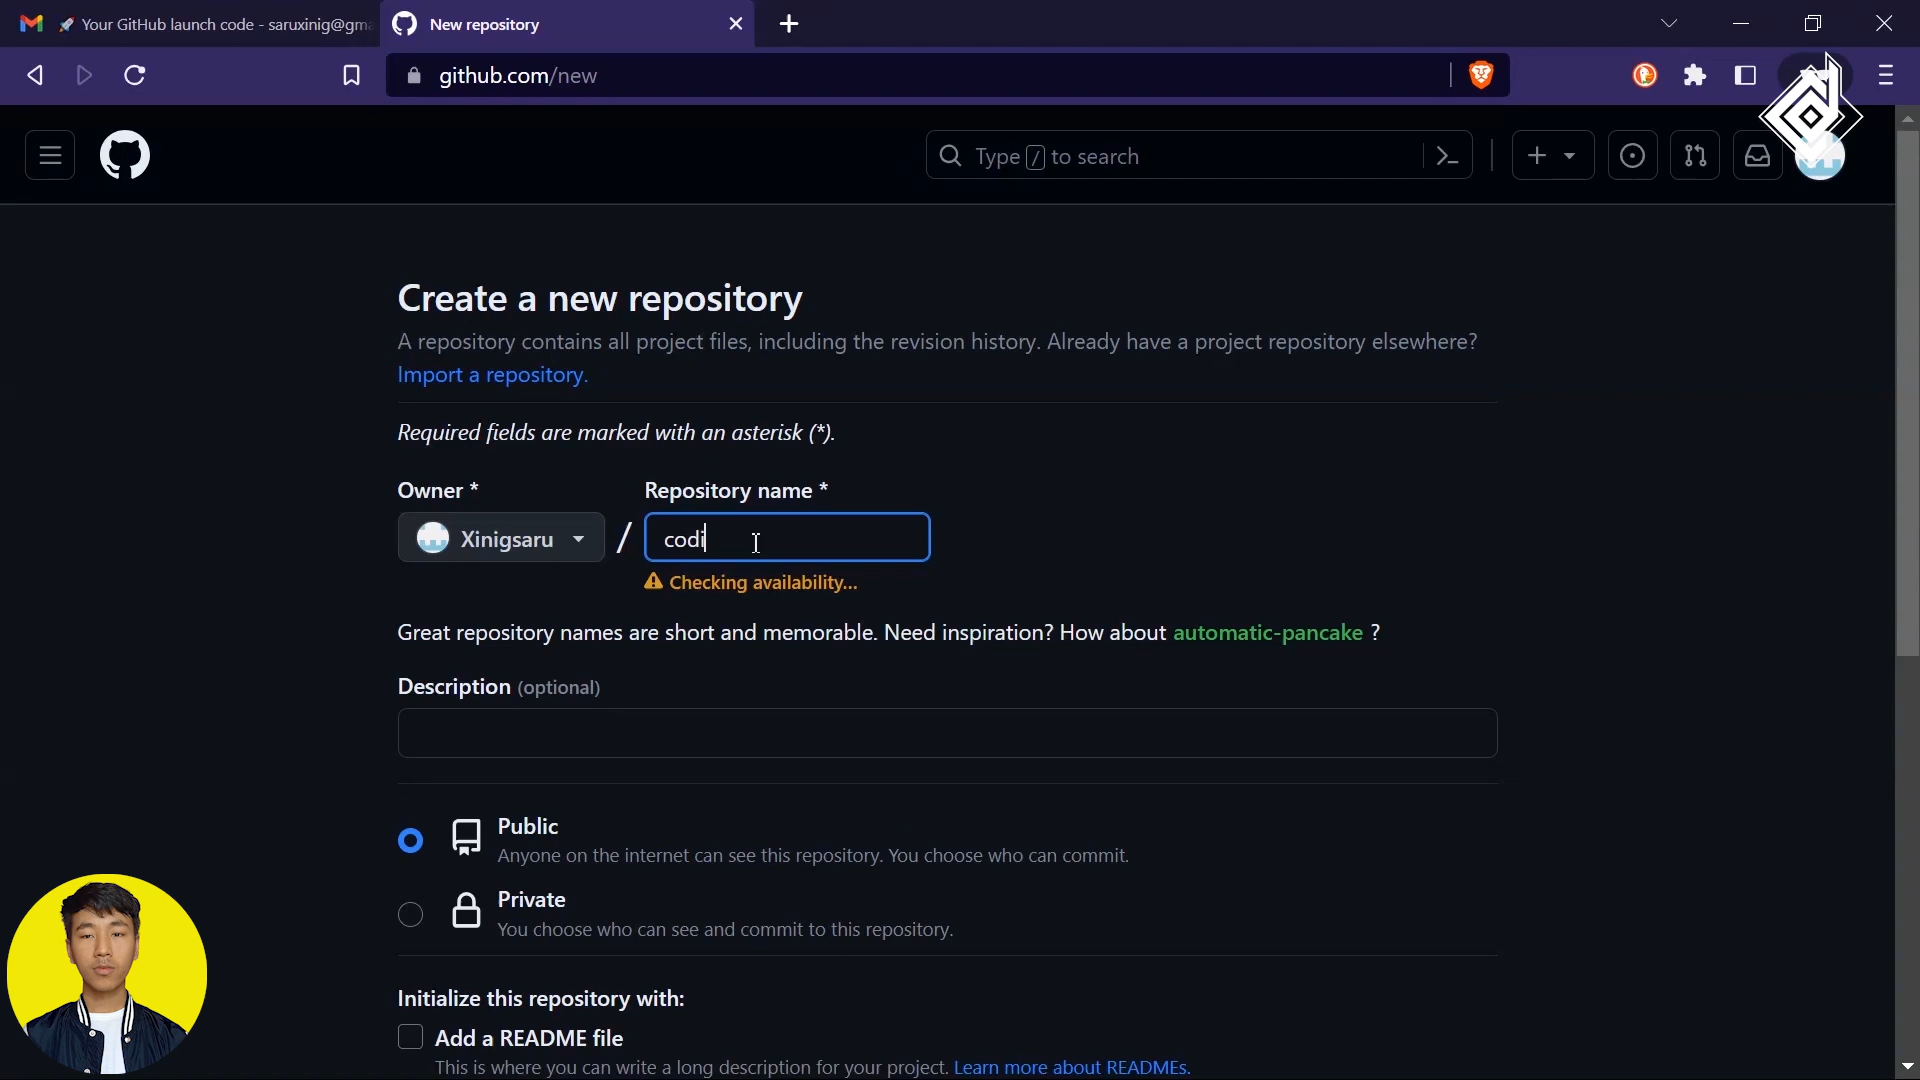 🚀 Your GitHub launch code - saruxinig@gma
New repository
github.com/new
Type / to search
Create a new repository
A repository contains all project files, including the revision history. Already have a project repository elsewhere?
Import a repository.
Required fields are marked with an asterisk (*).
Owner * Repository name *
Xinigsaru / codi
Checking availability...
Great repository names are short and memorable. Need inspiration? How about automatic-pancake ?
Description (optional)
Public
Anyone on the internet can see this repository. You choose who can commit.
Private
You choose who can see and commit to this repository.
Initialize this repository with:
Add a README file
This is where you can write a long description for your project. Learn more about READMEs.